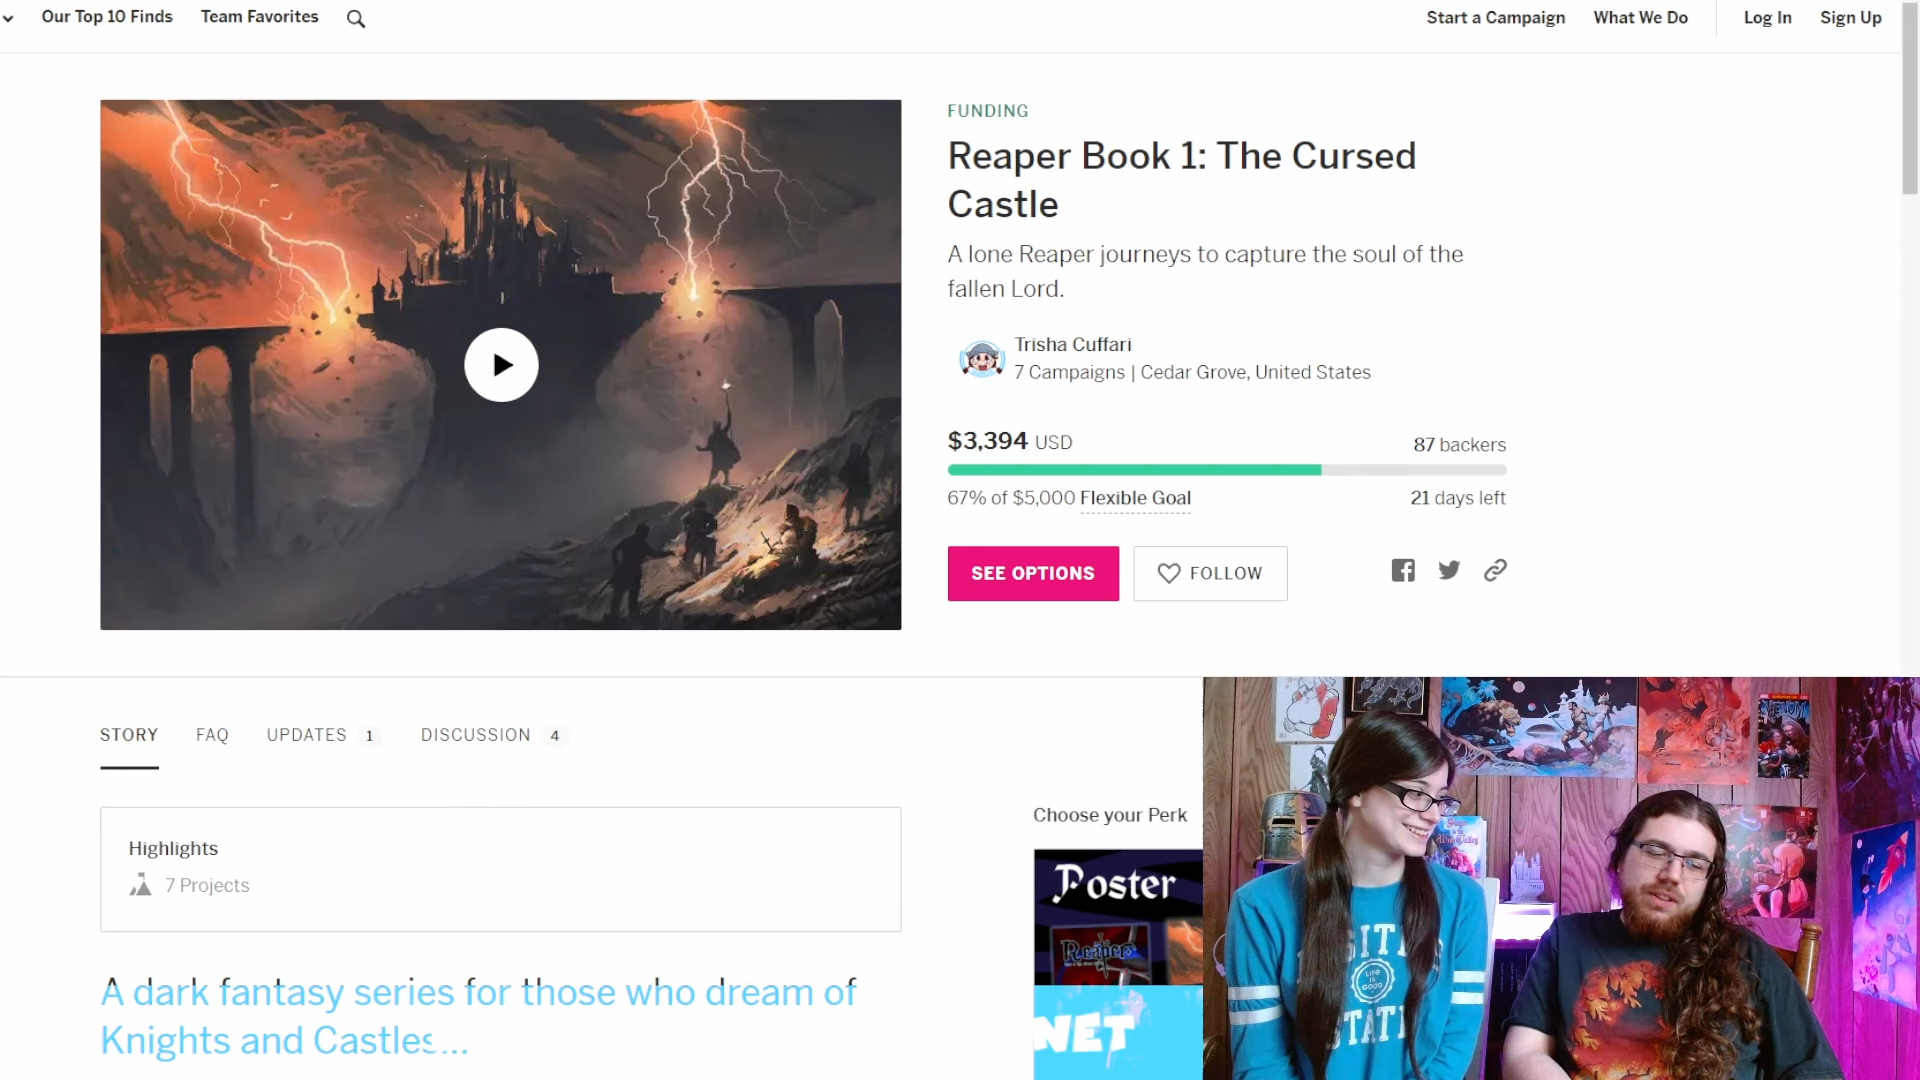 Our Top 10 Finds
Team Favorites
Start a Campaign
What We Do
Log In
Sign Up
FUNDING
Reaper Book 1: The Cursed
Castle
A lone Reaper journeys to capture the soul of the
fallen Lord.
Trisha Cuffari
7 Campaigns | Cedar Grove, United States
$3,394 USD
87 backers
67% of $5,000 Flexible Goal
21 days left
SEE OPTIONS
FOLLOW
STORY
FAQ
UPDATES 1
DISCUSSION 4
Highlights
7 Projects
A dark fantasy series for those who dream of
Knights and Castles...
Choose your Perk
Poster
Reaper
NET
VENOM
LIFE
IS
GOOD